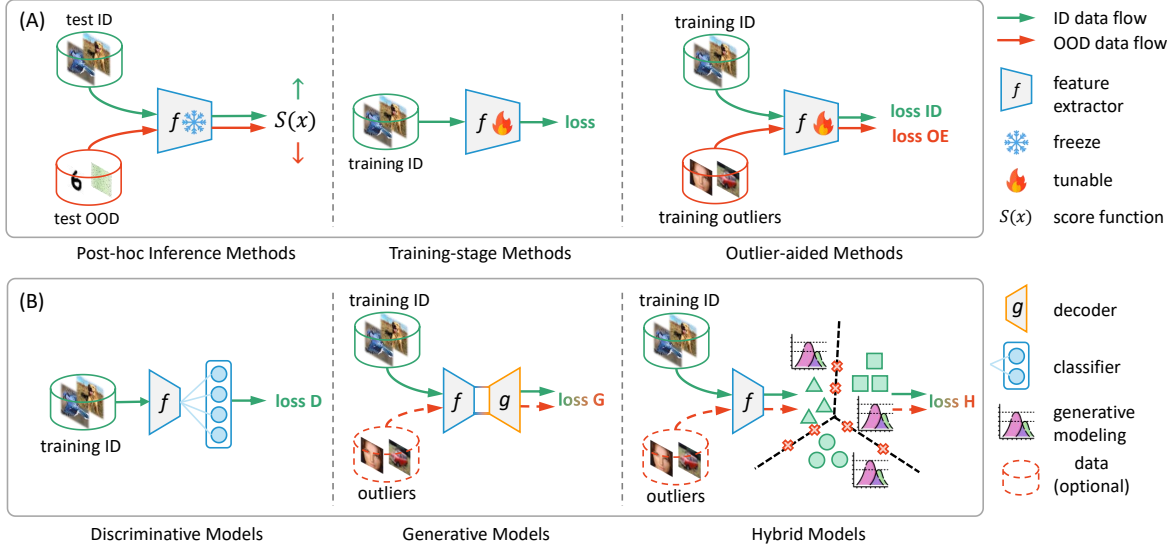 (A)
test ID
f
S(x)
test OOD
Post-hoc Inference Methods
training ID
f
loss
Training-stage Methods
training ID
f
loss ID
loss OE
training outliers
Outlier-aided Methods
ID data flow
OOD data flow
f
feature
extractor
freeze
tunable
S(x)
score function
(B)
training ID
f
loss D
Discriminative Models
training ID
f
g
loss G
outliers
Generative Models
training ID
f
loss H
outliers
Hybrid Models
g
decoder
classifier
generative
modeling
data
(optional)